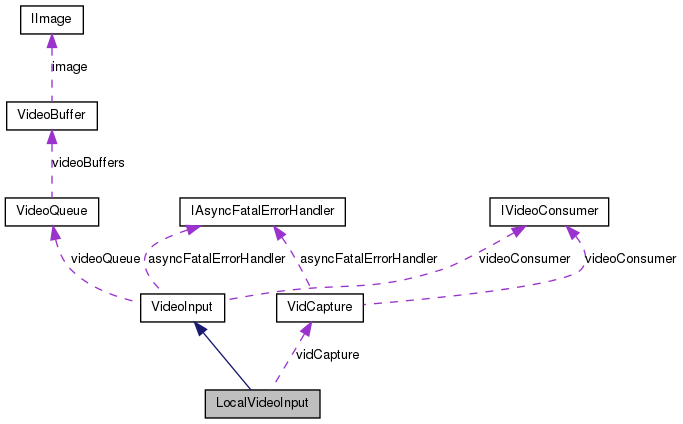 IImage
image
VideoBuffer
videoBuffers
VideoQueue
IAsyncFatalErrorHandler
IVideoConsumer
videoQueue
asyncFatalErrorHandler
asyncFatalErrorHandler
videoConsumer
videoConsumer
VideoInput
VidCapture
vidCapture
LocalVideoInput